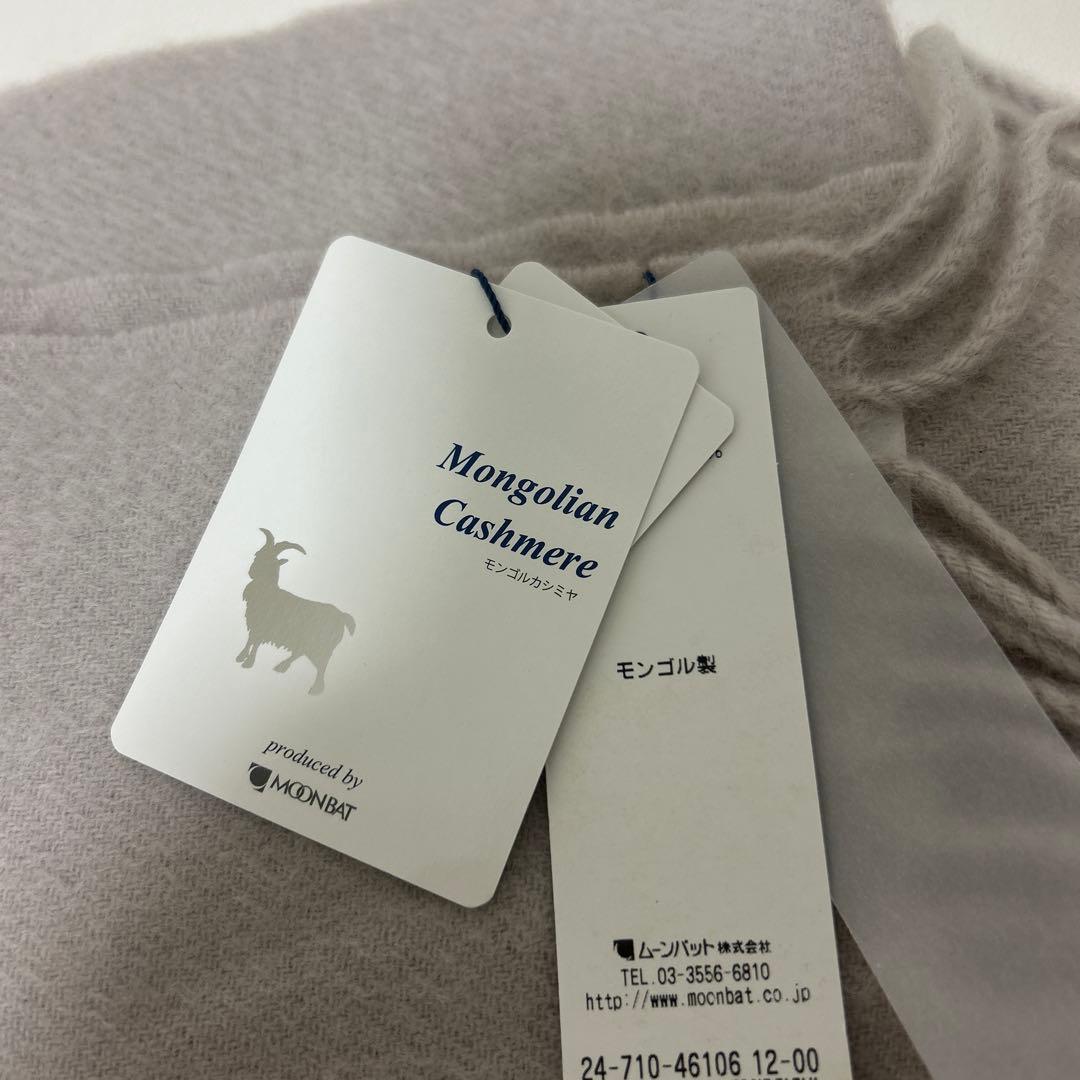 Mongolian
Cashmere
モンゴルカシミヤ
produced by
MOONBAT
モンゴル製
ムーンバット株式会社
TEL.03-3556-6810
http://www.moonbat.co.jp
24-710-46106 12-00